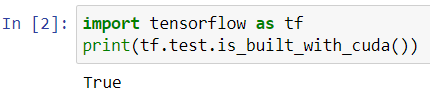 In [2]: import tensorflow as tf
print(tf.test.is_built_with_cuda())
True